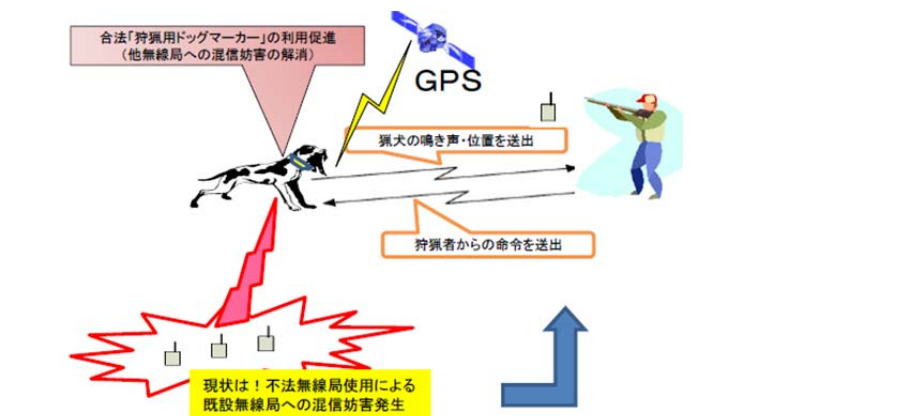 合法「狩猟用ドッグマーカー」の利用促進
（他無線局への混信妨害の解消）
GPS
猟犬の鳴き声・位置を送出
狩猟者からの命令を送出
現状は！不法無線局使用による
既設無線局への混信妨害発生